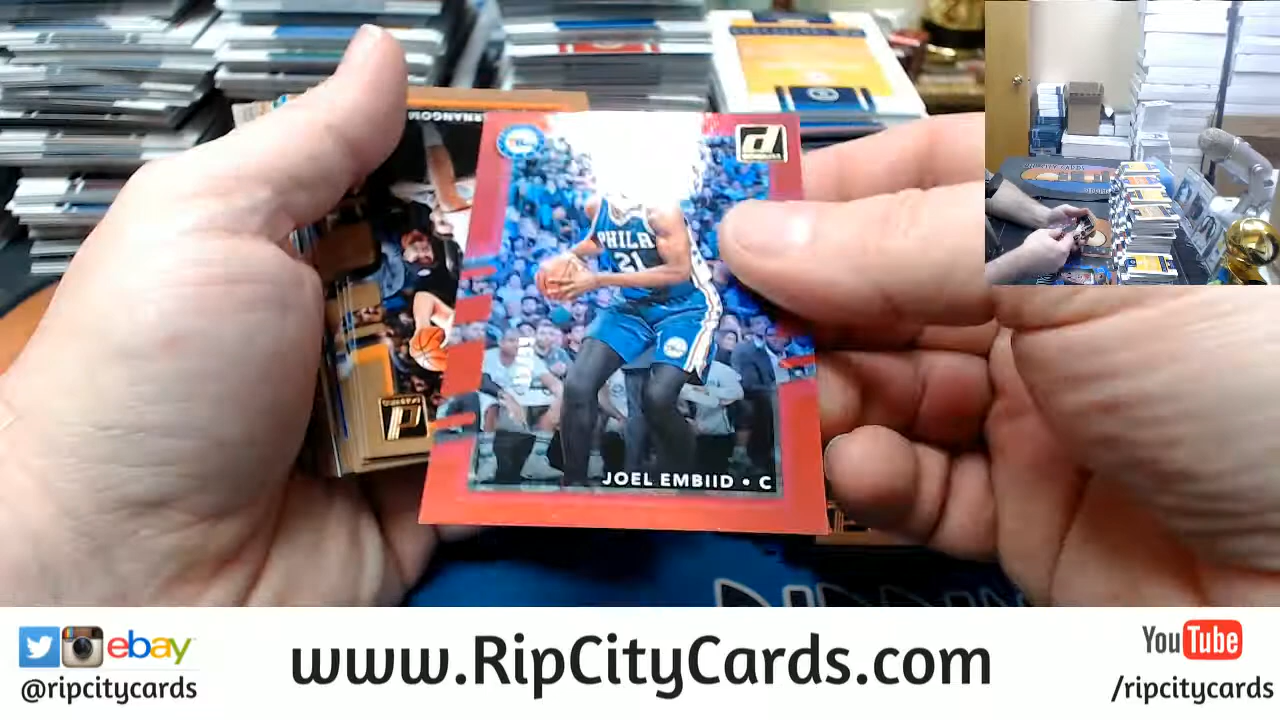 PHILA
21
JOEL EMBIID • C
ebay
@ripcitycards
www.RipCityCards.com
YouTube
/ripcitycards